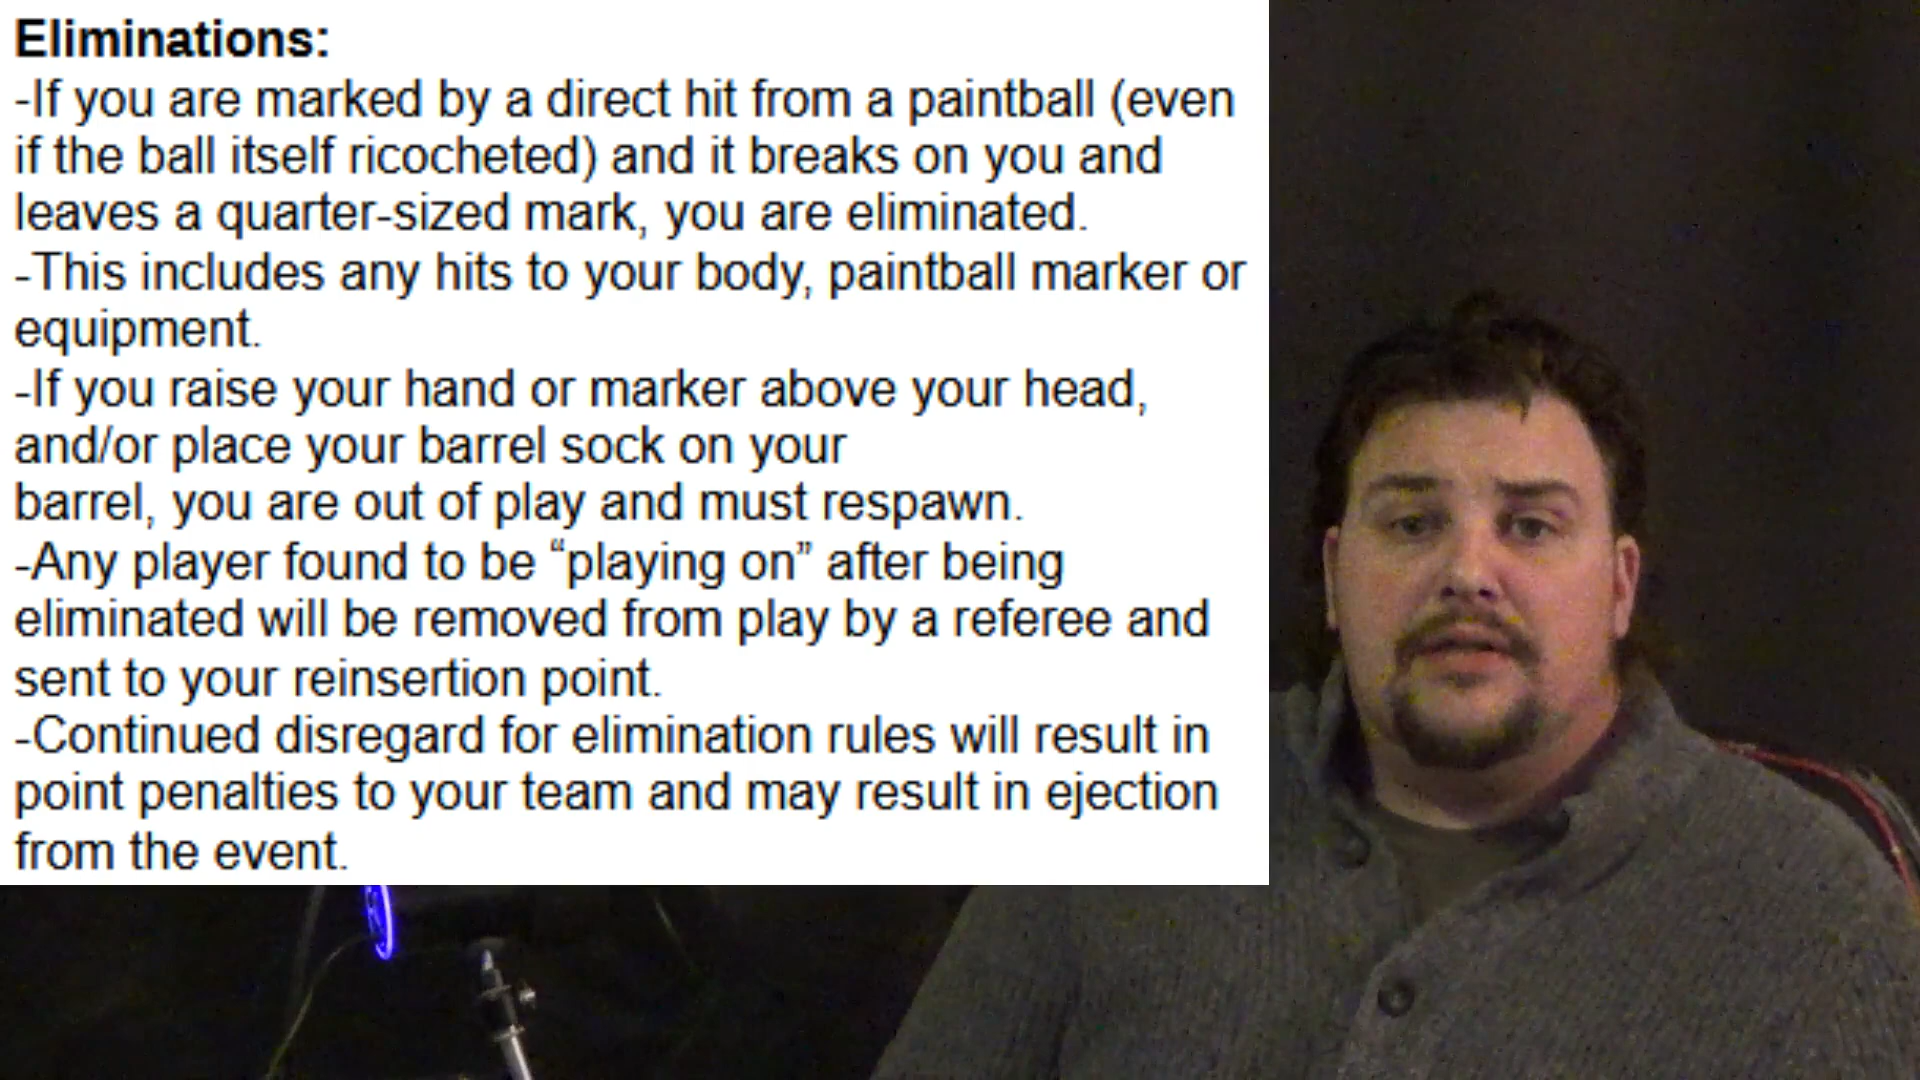 Eliminations:
-If you are marked by a direct hit from a paintball (even
if the ball itself ricocheted) and it breaks on you and
leaves a quarter-sized mark, you are eliminated.
-This includes any hits to your body, paintball marker or
equipment.
-If you raise your hand or marker above your head,
and/or place your barrel sock on your
barrel, you are out of play and must respawn.
-Any player found to be “playing on” after being
eliminated will be removed from play by a referee and
sent to your reinsertion point.
-Continued disregard for elimination rules will result in
point penalties to your team and may result in ejection
from the event.